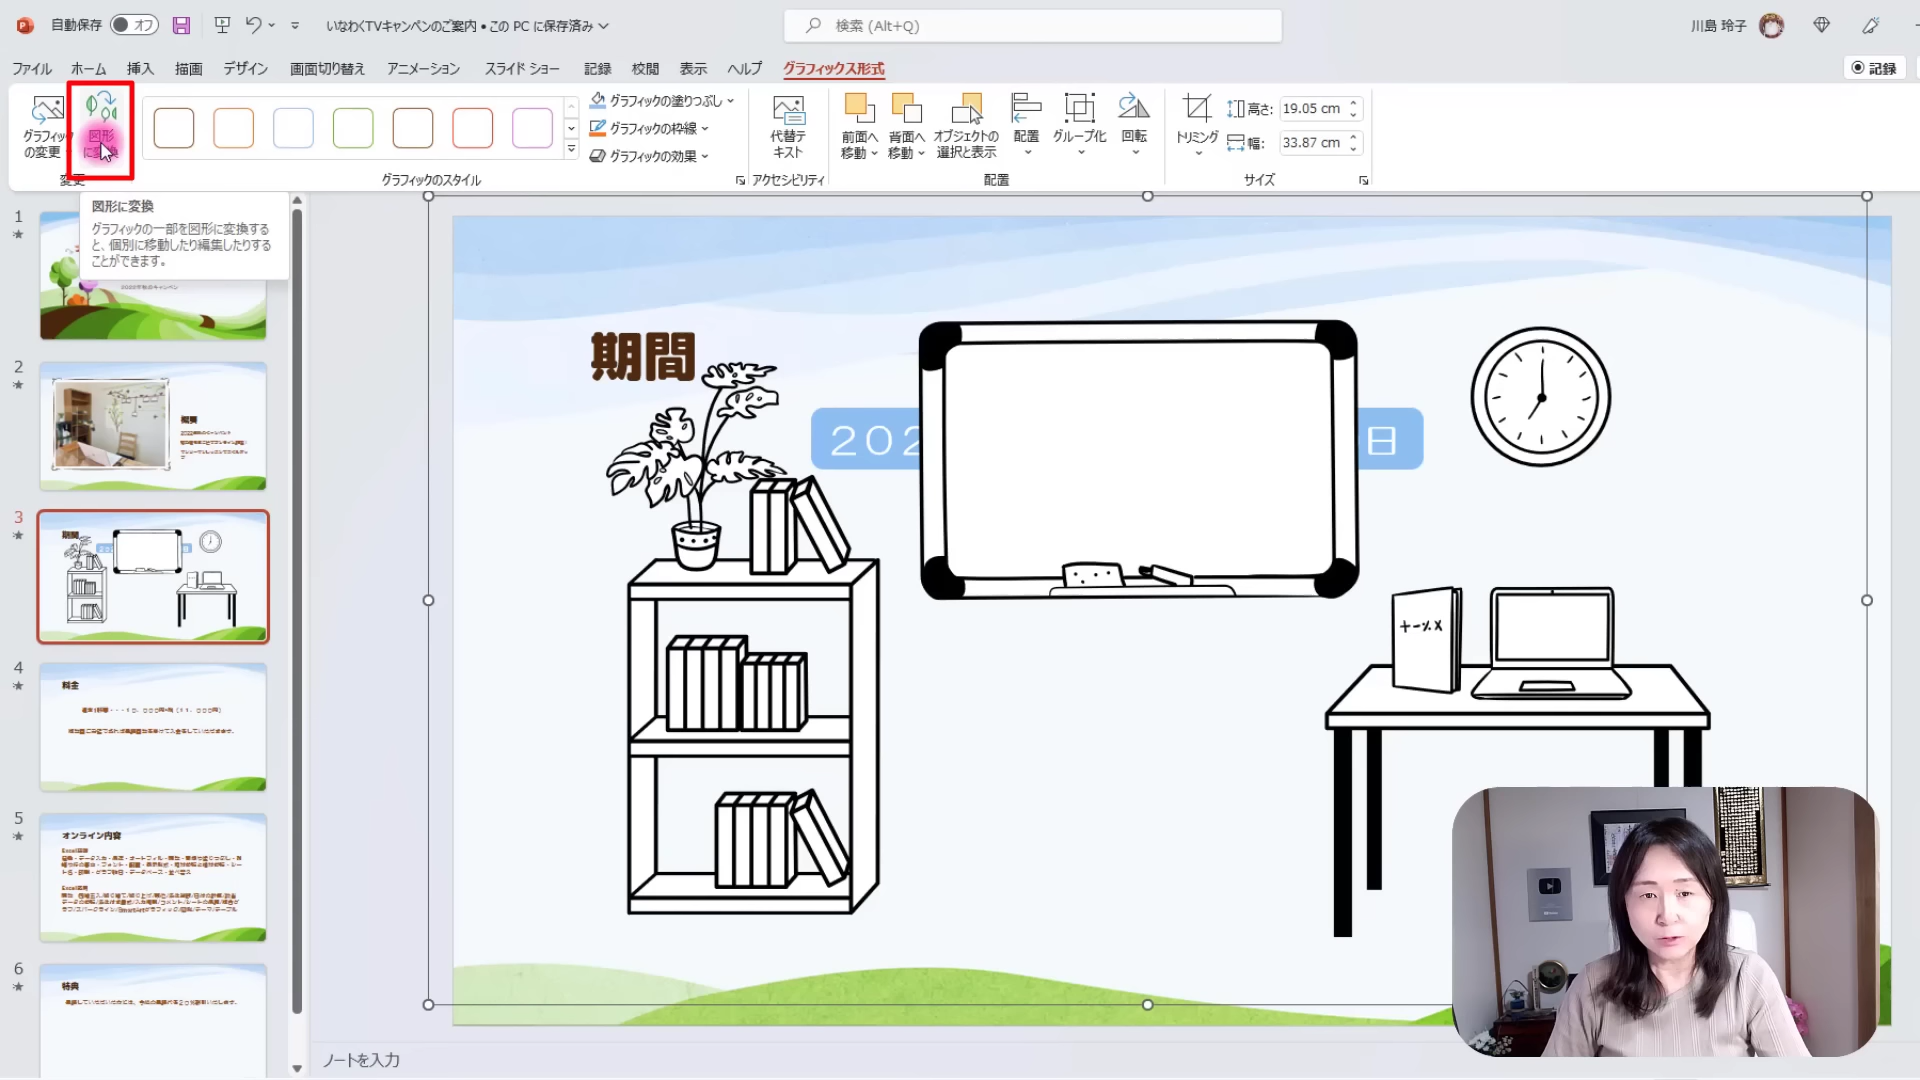 自動保存 オフ
いなわくTVキャンペンのご案内 • この PC に保存済み
検索 (Alt+Q)
川島 玲子
ファイル ホーム 挿入 描画 デザイン 画面切り替え アニメーション スライド ショー 記録 校閲 表示 ヘルプ グラフィックス形式
記録
グラフィック
の変更
図形
に変換
変更
グラフィックのスタイル
グラフィックの塗りつぶし
グラフィックの枠線
グラフィックの効果
代替テ
キスト
アクセシビリティ
前面へ
移動
背面へ
移動
オブジェクトの
選択と表示
配置
グループ化
回転
配置
トリミング
高さ: 19.05 cm
幅: 33.87 cm
サイズ
図形に変換
グラフィックの一部を図形に変換する
と、個別に移動したり編集したりする
ことができます。
1
2
概要
3
期間
4
料金
5
オンライン内容
6
特典
期間
202
日
+-%x
ノートを入力